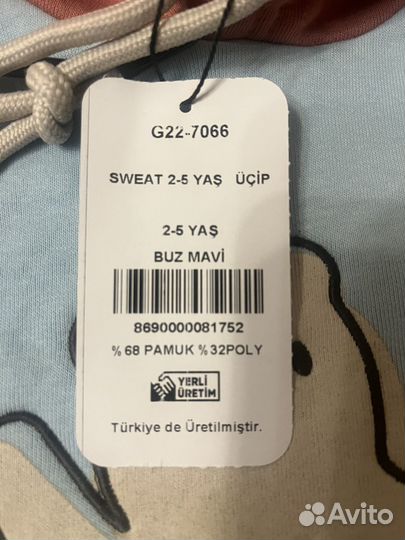 G22-7066
SWEAT 2-5 YAŞ ÜÇİP
2-5 YAŞ
BUZ MAVİ
8690000081752
% 68 PAMUK % 32POLY
YERLİ
ÜRETİM
Türkiye de Üretilmiştir.
Avito